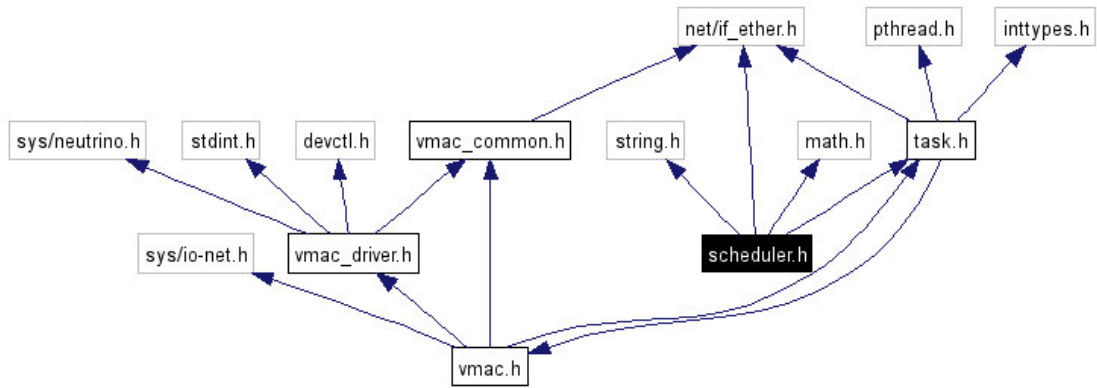 net/if_ether.h
pthread.h
inttypes.h
sys/neutrino.h
stdint.h
devctl.h
vmac_common.h
string.h
math.h
task.h
sys/io-net.h
vmac_driver.h
scheduler.h
vmac.h